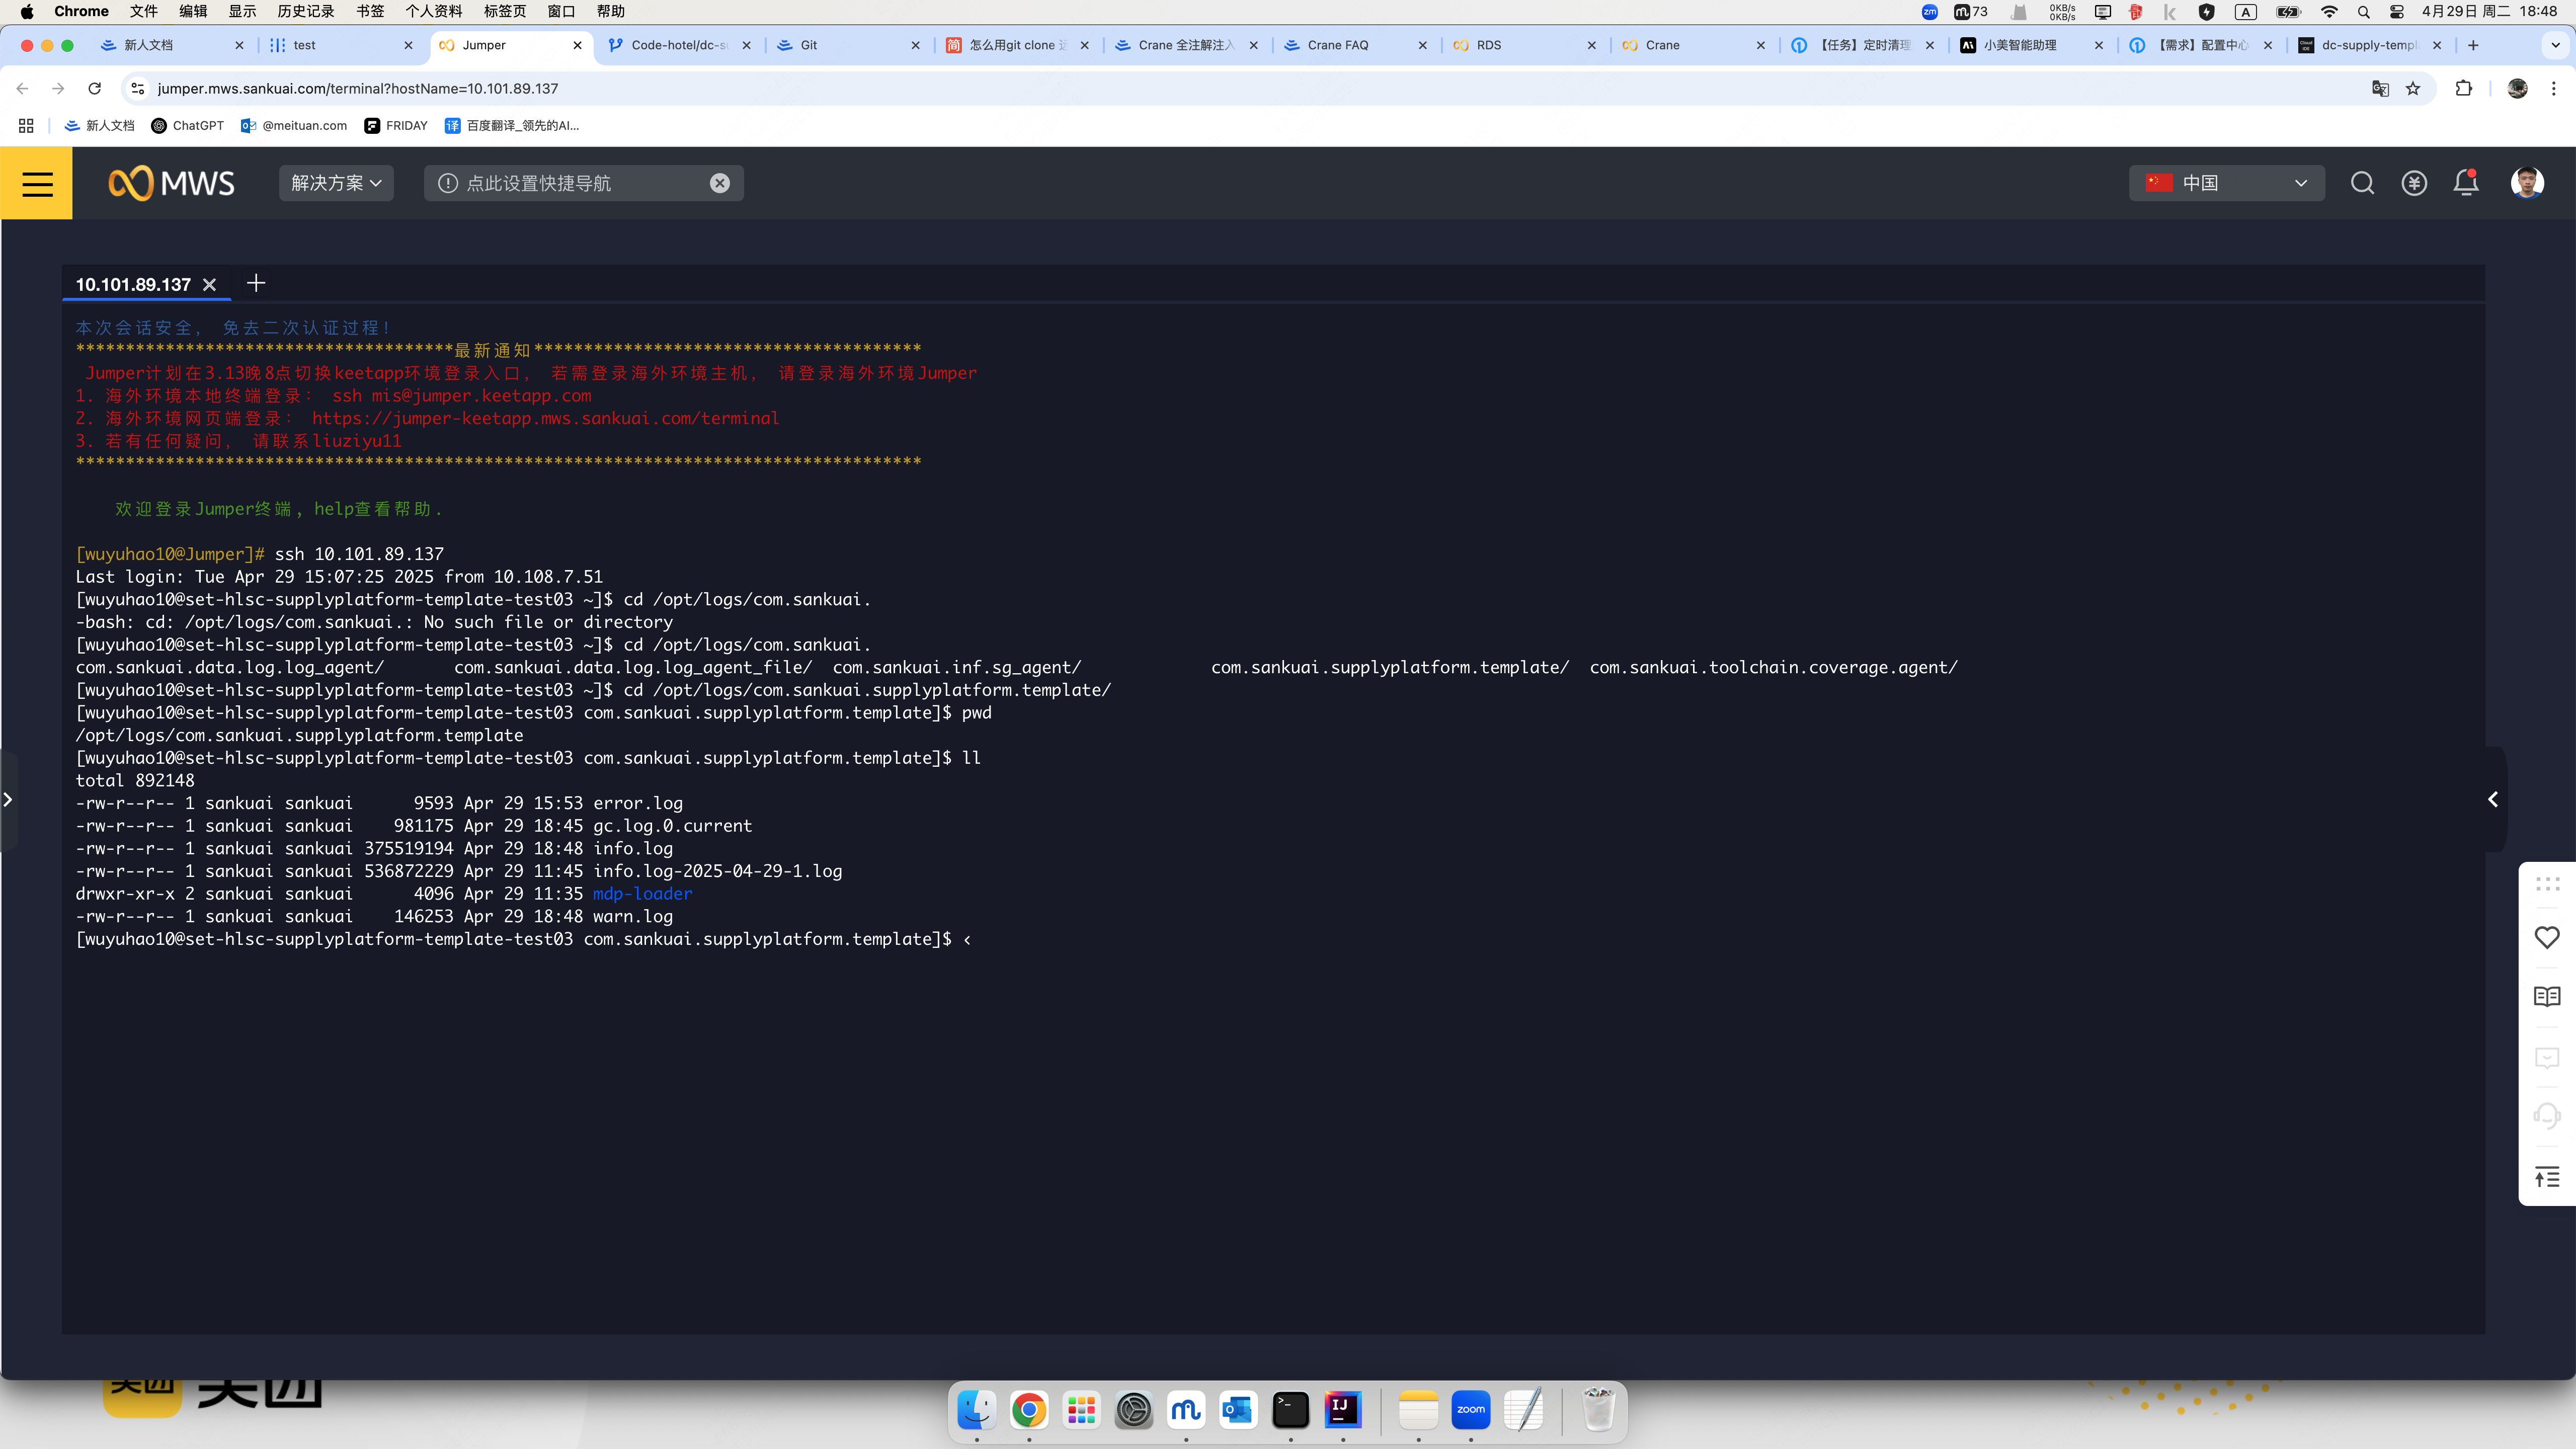 Chrome 文件 编辑 显示 历史记录 书签 个人资料 标签页 窗口 帮助 zm 73 0KB/s 0KB/s A 4月29日 周二 18:48
新人文档 test Jumper Code-hotel/dc-su Git 怎么用git clone 远 Crane 全注解注入 Crane FAQ RDS Crane 【任务】定时清理 小美智能助理 【需求】配置中心 dc-supply-templ
jumper.mws.sankuai.com/terminal?hostName=10.101.89.137
新人文档 ChatGPT @meituan.com FRIDAY 译 百度翻译_领先的AI...
MWS 解决方案 点此设置快捷导航 中国
10.101.89.137
本次会话安全， 免去二次认证过程！
**************************************最新通知***************************************
Jumper计划在3.13晚8点切换keetapp环境登录入口， 若需登录海外环境主机， 请登录海外环境Jumper
1. 海外环境本地终端登录： ssh mis@jumper.keetapp.com
2. 海外环境网页端登录： https://jumper-keetapp.mws.sankuai.com/terminal
3. 若有任何疑问， 请联系liuziyu11
*************************************************************************************
欢迎登录Jumper终端，help查看帮助.
[wuyuhao10@Jumper]# ssh 10.101.89.137
Last login: Tue Apr 29 15:07:25 2025 from 10.108.7.51
[wuyuhao10@set-hlsc-supplyplatform-template-test03 ~]$ cd /opt/logs/com.sankuai.
-bash: cd: /opt/logs/com.sankuai.: No such file or directory
[wuyuhao10@set-hlsc-supplyplatform-template-test03 ~]$ cd /opt/logs/com.sankuai.
com.sankuai.data.log.log_agent/ com.sankuai.data.log.log_agent_file/ com.sankuai.inf.sg_agent/ com.sankuai.supplyplatform.template/ com.sankuai.toolchain.coverage.agent/
[wuyuhao10@set-hlsc-supplyplatform-template-test03 ~]$ cd /opt/logs/com.sankuai.supplyplatform.template/
[wuyuhao10@set-hlsc-supplyplatform-template-test03 com.sankuai.supplyplatform.template]$ pwd
/opt/logs/com.sankuai.supplyplatform.template
[wuyuhao10@set-hlsc-supplyplatform-template-test03 com.sankuai.supplyplatform.template]$ ll
total 892148
-rw-r--r-- 1 sankuai sankuai 9593 Apr 29 15:53 error.log
-rw-r--r-- 1 sankuai sankuai 981175 Apr 29 18:45 gc.log.0.current
-rw-r--r-- 1 sankuai sankuai 375519194 Apr 29 18:48 info.log
-rw-r--r-- 1 sankuai sankuai 536872229 Apr 29 11:45 info.log-2025-04-29-1.log
drwxr-xr-x 2 sankuai sankuai 4096 Apr 29 11:35 mdp-loader
-rw-r--r-- 1 sankuai sankuai 146253 Apr 29 18:48 warn.log
[wuyuhao10@set-hlsc-supplyplatform-template-test03 com.sankuai.supplyplatform.template]$ <
美团 美团
IJ zoom